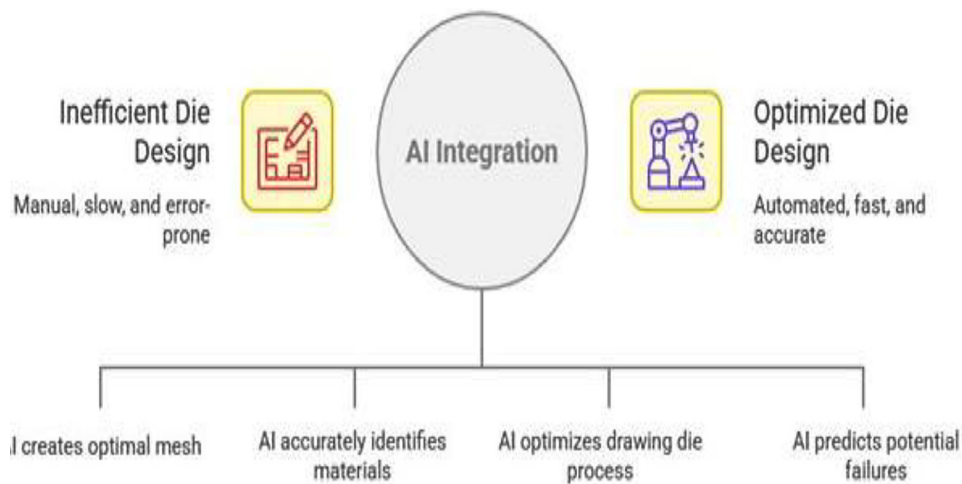 Inefficient Die
Design
Manual, slow, and error-
prone
AI Integration
Optimized Die
Design
Automated, fast, and
accurate
I creates optimal mesh
AI accurately identifies
materials
AI optimizes drawing die
process
AI predicts potential
failures